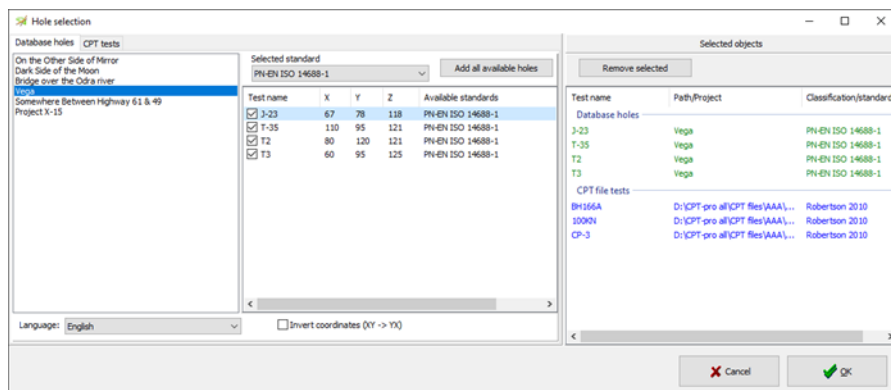 Hole selection
Database holes CPT tests
On the Other Side of Mirror
Dark Side of the Moon
Bridge over the Odra river
Vega
Somewhere Between Highway 61 & 49
Project X-15
Language: English
Selected standard
PN-EN ISO 14688-1 Add all available holes
Test name X Y Z Available standards
J-23 67 78 118 PN-EN ISO 14688-1
T-35 110 95 121 PN-EN ISO 14688-1
T2 80 120 121 PN-EN ISO 14688-1
T3 60 95 125 PN-EN ISO 14688-1
Invert coordinates (XY -> YX)
Selected objects
Remove selected
Test name Path/Project Classification/standard
Database holes
J-23 Vega PN-EN ISO 14688-1
T-35 Vega PN-EN ISO 14688-1
T2 Vega PN-EN ISO 14688-1
T3 Vega PN-EN ISO 14688-1
CPT file tests
BH166A D:\CPT-pro all\CPT files\AAA\,... Robertson 2010
100KN D:\CPT-pro all\CPT files\AAA\,... Robertson 2010
CP-3 D:\CPT-pro all\CPT files\AAA\,... Robertson 2010
Cancel OK